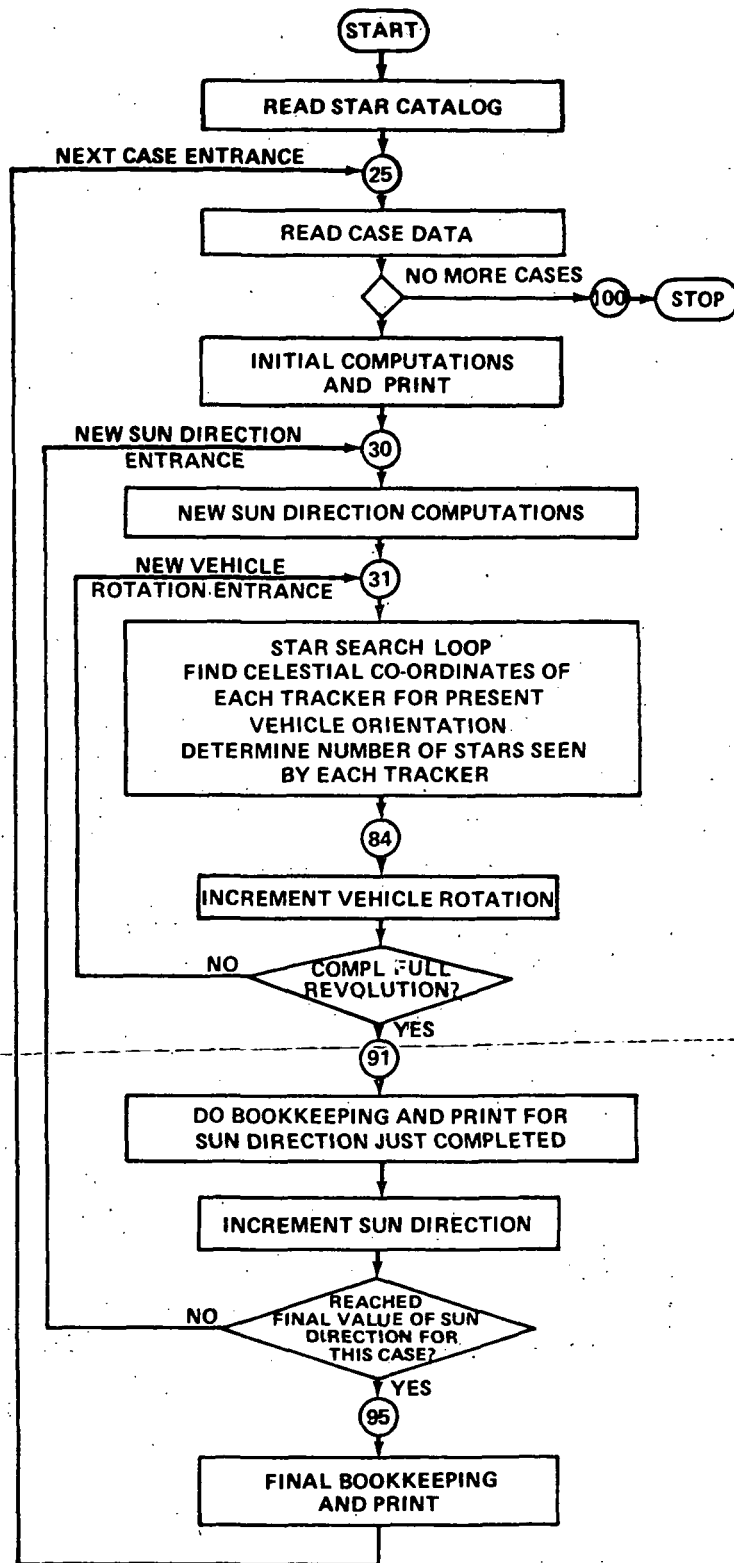 START
READ STAR CATALOG
NEXT CASE ENTRANCE
25
READ CASE DATA
NO MORE CASES
100
STOP
INITIAL COMPUTATIONS
AND PRINT
NEW SUN DIRECTION
ENTRANCE
30
NEW SUN DIRECTION COMPUTATIONS
NEW VEHICLE
ROTATION ENTRANCE
31
STAR SEARCH LOOP
FIND CELESTIAL CO-ORDINATES OF
EACH TRACKER FOR PRESENT
VEHICLE ORIENTATION
DETERMINE NUMBER OF STARS SEEN
BY EACH TRACKER
84
INCREMENT VEHICLE ROTATION
NO
COMPL FULL
REVOLUTION?
YES
91
DO BOOKKEEPING AND PRINT FOR
SUN DIRECTION JUST COMPLETED
INCREMENT SUN DIRECTION
NO
REACHED
FINAL VALUE OF SUN
DIRECTION FOR
THIS CASE?
YES
95
FINAL BOOKKEEPING
AND PRINT